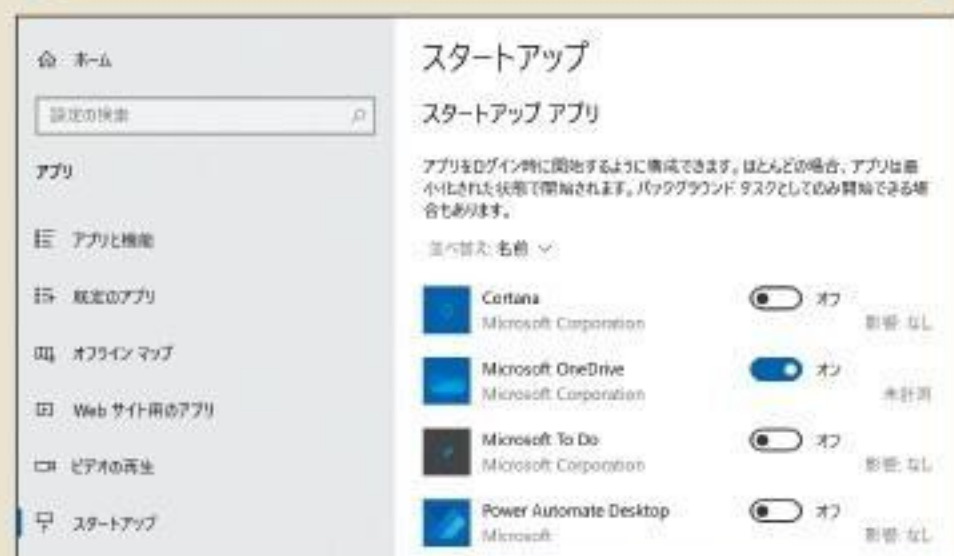 ホーム
設定の検索
アプリ
アプリと機能
既定のアプリ
オフライン マップ
Web サイト用のアプリ
ビデオの再生
スタートアップ
スタートアップ
スタートアップ アプリ
アプリをログイン時に開始するように構成できます。ほとんどの場合、アプリは最
小化された状態で開始されます。バックグラウンド タスクとしてのみ開始できる場
合もあります。
並べ替え: 名前
Cortana
オフ
Microsoft Corporation
影響: なし
Microsoft OneDrive
オン
Microsoft Corporation
未計測
Microsoft To Do
オフ
Microsoft Corporation
影響: なし
Power Automate Desktop
オフ
Microsoft
影響: なし